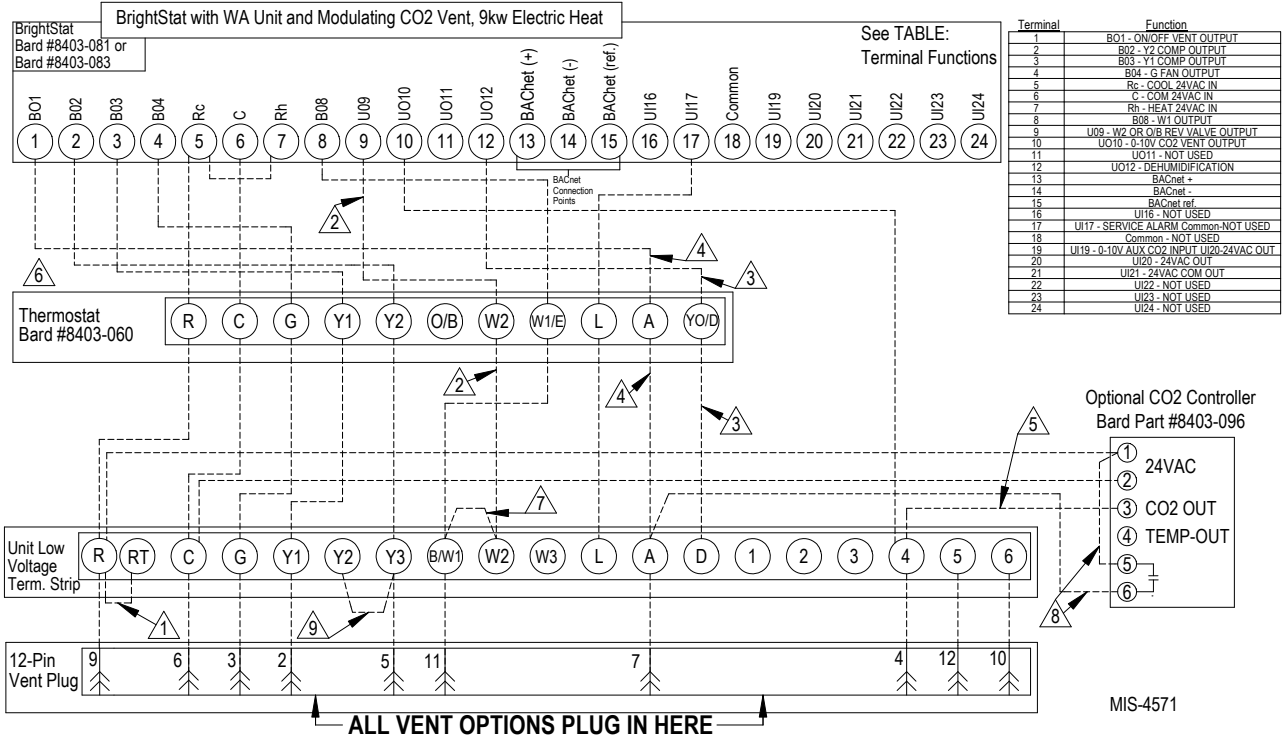 BrightStat with WA Unit and Modulating CO2 Vent, 9kw Electric Heat
BrightStat
Bard #8403-081 or
Bard #8403-083
See TABLE:
Terminal Functions
BO1 B02 B03 B04 Rc C Rh B08 U09 UO10 UO11 UO12 BAChet (+) BAChet (-) BAChet (ref.) UI16 UI17 Common UI19 UI20 UI21 UI22 UI23 UI24
1 2 3 4 5 6 7 8 9 10 11 12 13 14 15 16 17 18 19 20 21 22 23 24
BACnet
Connection
Points
Terminal Function
1 BO1 - ON/OFF VENT OUTPUT
2 B02 - Y2 COMP OUTPUT
3 B03 - Y1 COMP OUTPUT
4 B04 - G FAN OUTPUT
5 Rc - COOL 24VAC IN
6 C - COM 24VAC IN
7 Rh - HEAT 24VAC IN
8 B08 - W1 OUTPUT
9 U09 - W2 OR O/B REV VALVE OUTPUT
10 UO10 - 0-10V CO2 VENT OUTPUT
11 UO11 - NOT USED
12 UO12 - DEHUMIDIFICATION
13 BACnet +
14 BACnet -
15 BACnet ref.
16 UI16 - NOT USED
17 UI17 - SERVICE ALARM Common-NOT USED
18 Common - NOT USED
19 UI19 - 0-10V AUX CO2 INPUT UI20-24VAC OUT
20 UI20 - 24VAC OUT
21 UI21 - 24VAC COM OUT
22 UI22 - NOT USED
23 UI23 - NOT USED
24 UI24 - NOT USED
2
4
6
3
Thermostat
Bard #8403-060
R C G Y1 Y2 O/B W2 W1/E L A YO/D
2
4
3
5
Optional CO2 Controller
Bard Part #8403-096
1
24VAC
2
3 CO2 OUT
4 TEMP-OUT
5
6
7
8
Unit Low
Voltage
Term. Strip
R RT C G Y1 Y2 Y3 B/W1 W2 W3 L A D 1 2 3 4 5 6
1
9
12-Pin
Vent Plug
9 6 3 2 5 11 7 4 12 10
ALL VENT OPTIONS PLUG IN HERE
MIS-4571